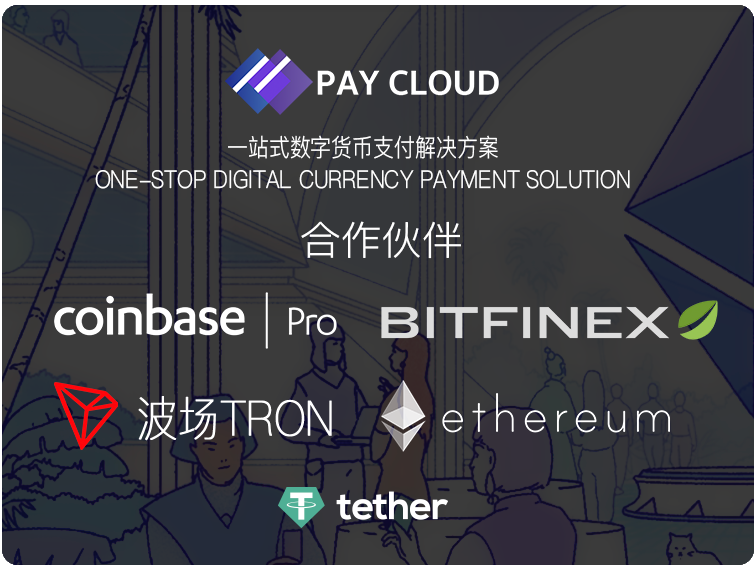 PAY CLOUD
一站式数字货币支付解决方案
ONE-STOP DIGITAL CURRENCY PAYMENT SOLUTION
合作伙伴
coinbase | Pro
BITFINEX
波场TRON
ethereum
tether